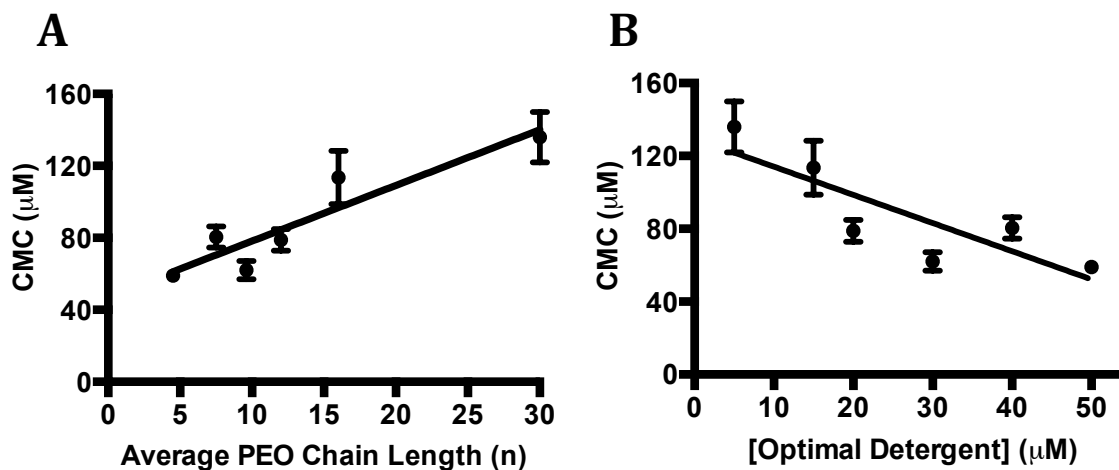 A
CMC (μM)
160
120
80
40
0
0 5 10 15 20 25 30
Average PEO Chain Length (n)
B
CMC (μM)
160
120
80
40
0
0 10 20 30 40 50
[Optimal Detergent] (μM)